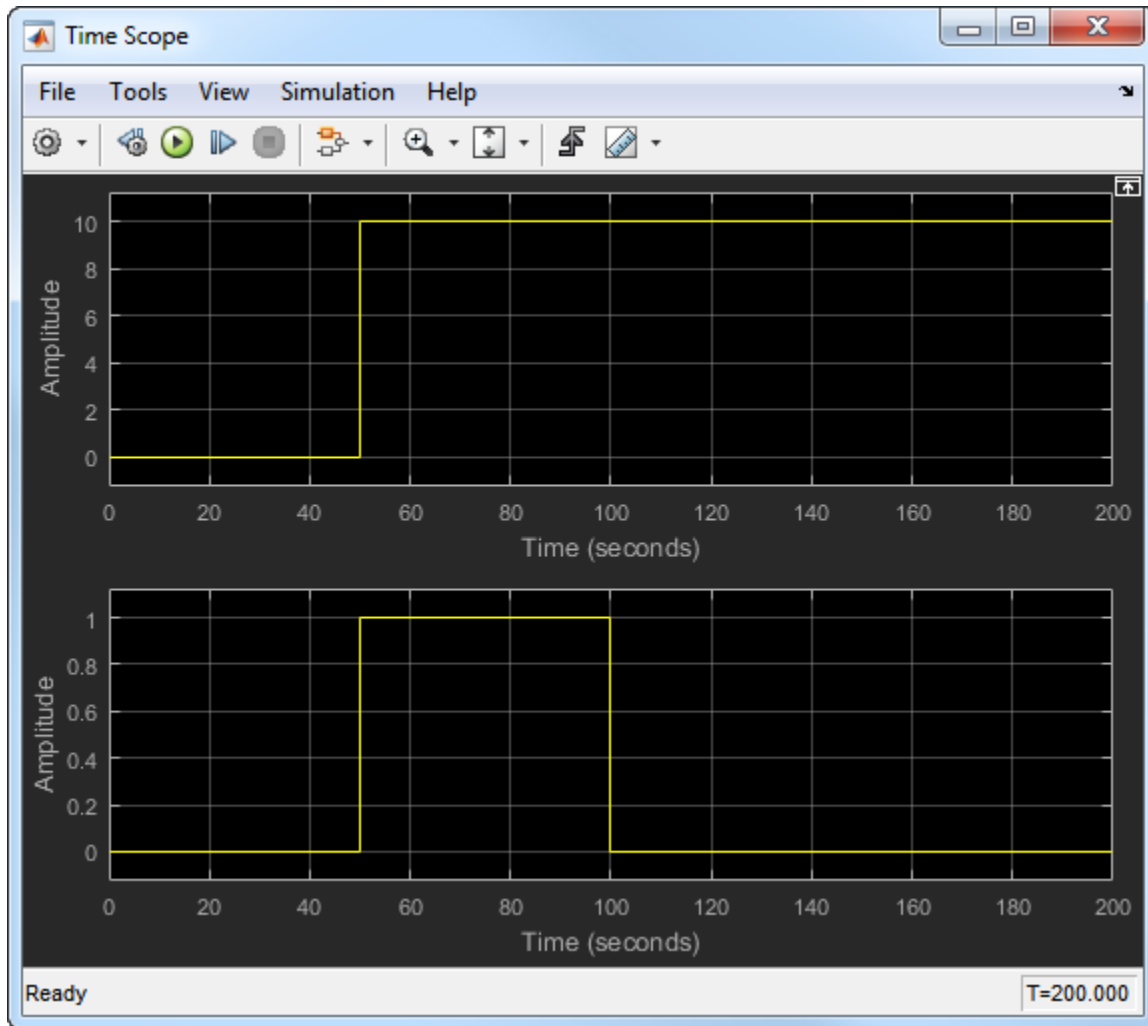 Time Scope
File Tools View Simulation Help
10
8
6
4
2
0
Amplitude
0 20 40 60 80 100 120 140 160 180 200
Time (seconds)
1
0.8
0.6
0.4
0.2
0
Amplitude
0 20 40 60 80 100 120 140 160 180 200
Time (seconds)
Ready T=200.000